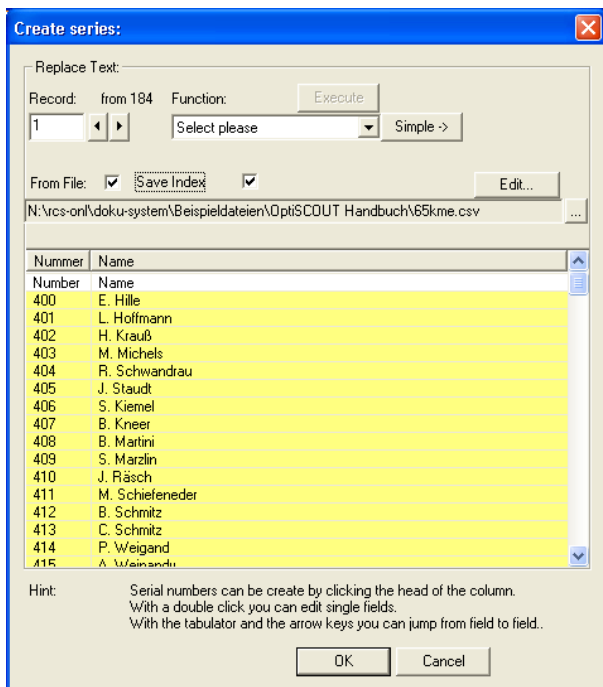 Create series:
Replace Text:
Record: from 184 Function: Execute
1 Select please Simple ->
From File: Save Index Edit...
N:\rcs-onl\doku-system\Beispieldateien\OptiSCOUT Handbuch\65kme.csv ...
Nummer Name
Number Name
400 E. Hille
401 L. Hoffmann
402 H. Krauß
403 M. Michels
404 R. Schwandrau
405 J. Staudt
406 S. Kiemel
407 B. Kneer
408 B. Martini
409 S. Marzlin
410 J. Räsch
411 M. Schiefeneder
412 B. Schmitz
413 C. Schmitz
414 P. Weigand
415 A. Weinandy
Hint: Serial numbers can be create by clicking the head of the column.
With a double click you can edit single fields.
With the tabulator and the arrow keys you can jump from field to field..
OK Cancel